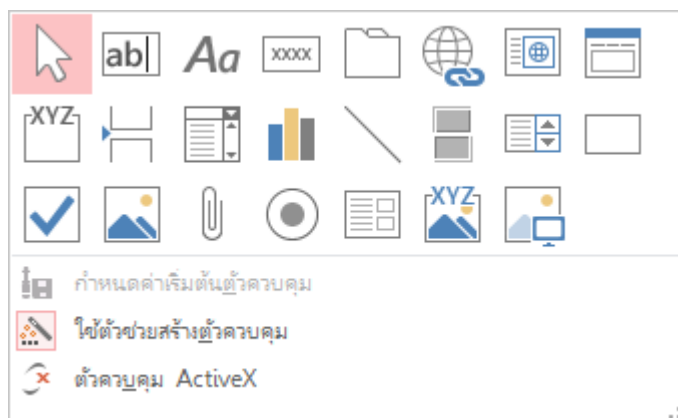 ab
Aa
XXXX
XYZ
XYZ
กำหนดค่าเริ่มต้นตัวควบคุม
ใช้ตัวช่วยสร้างตัวควบคุม
ตัวควบคุม ActiveX